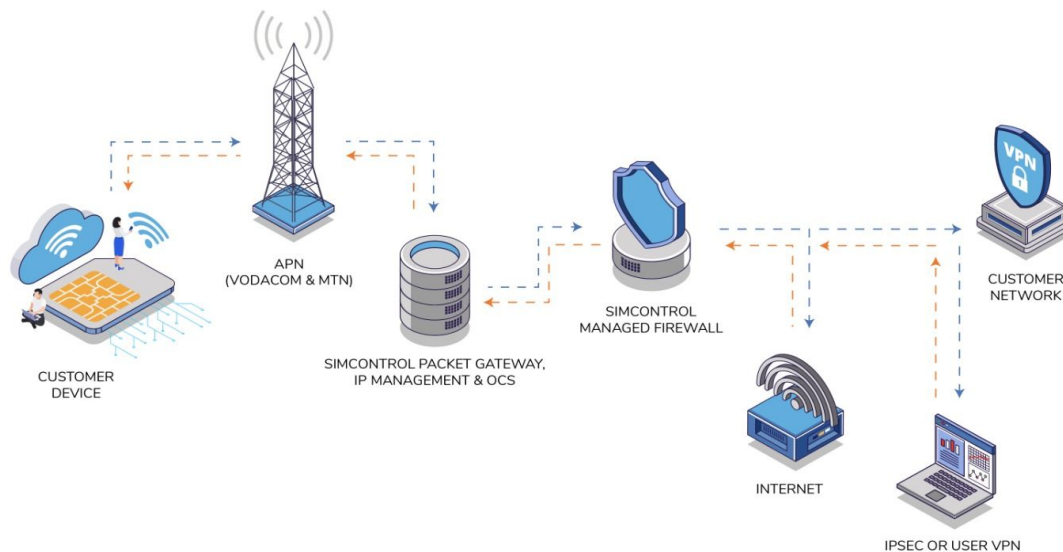 VPN
APN
(VODACOM & MTN)
CUSTOMER
NETWORK
SIMCONTROL
MANAGED FIREWALL
SIMCONTROL PACKET GATEWAY,
IP MANAGEMENT & OCS
CUSTOMER
DEVICE
INTERNET
IPSEC OR USER VPN